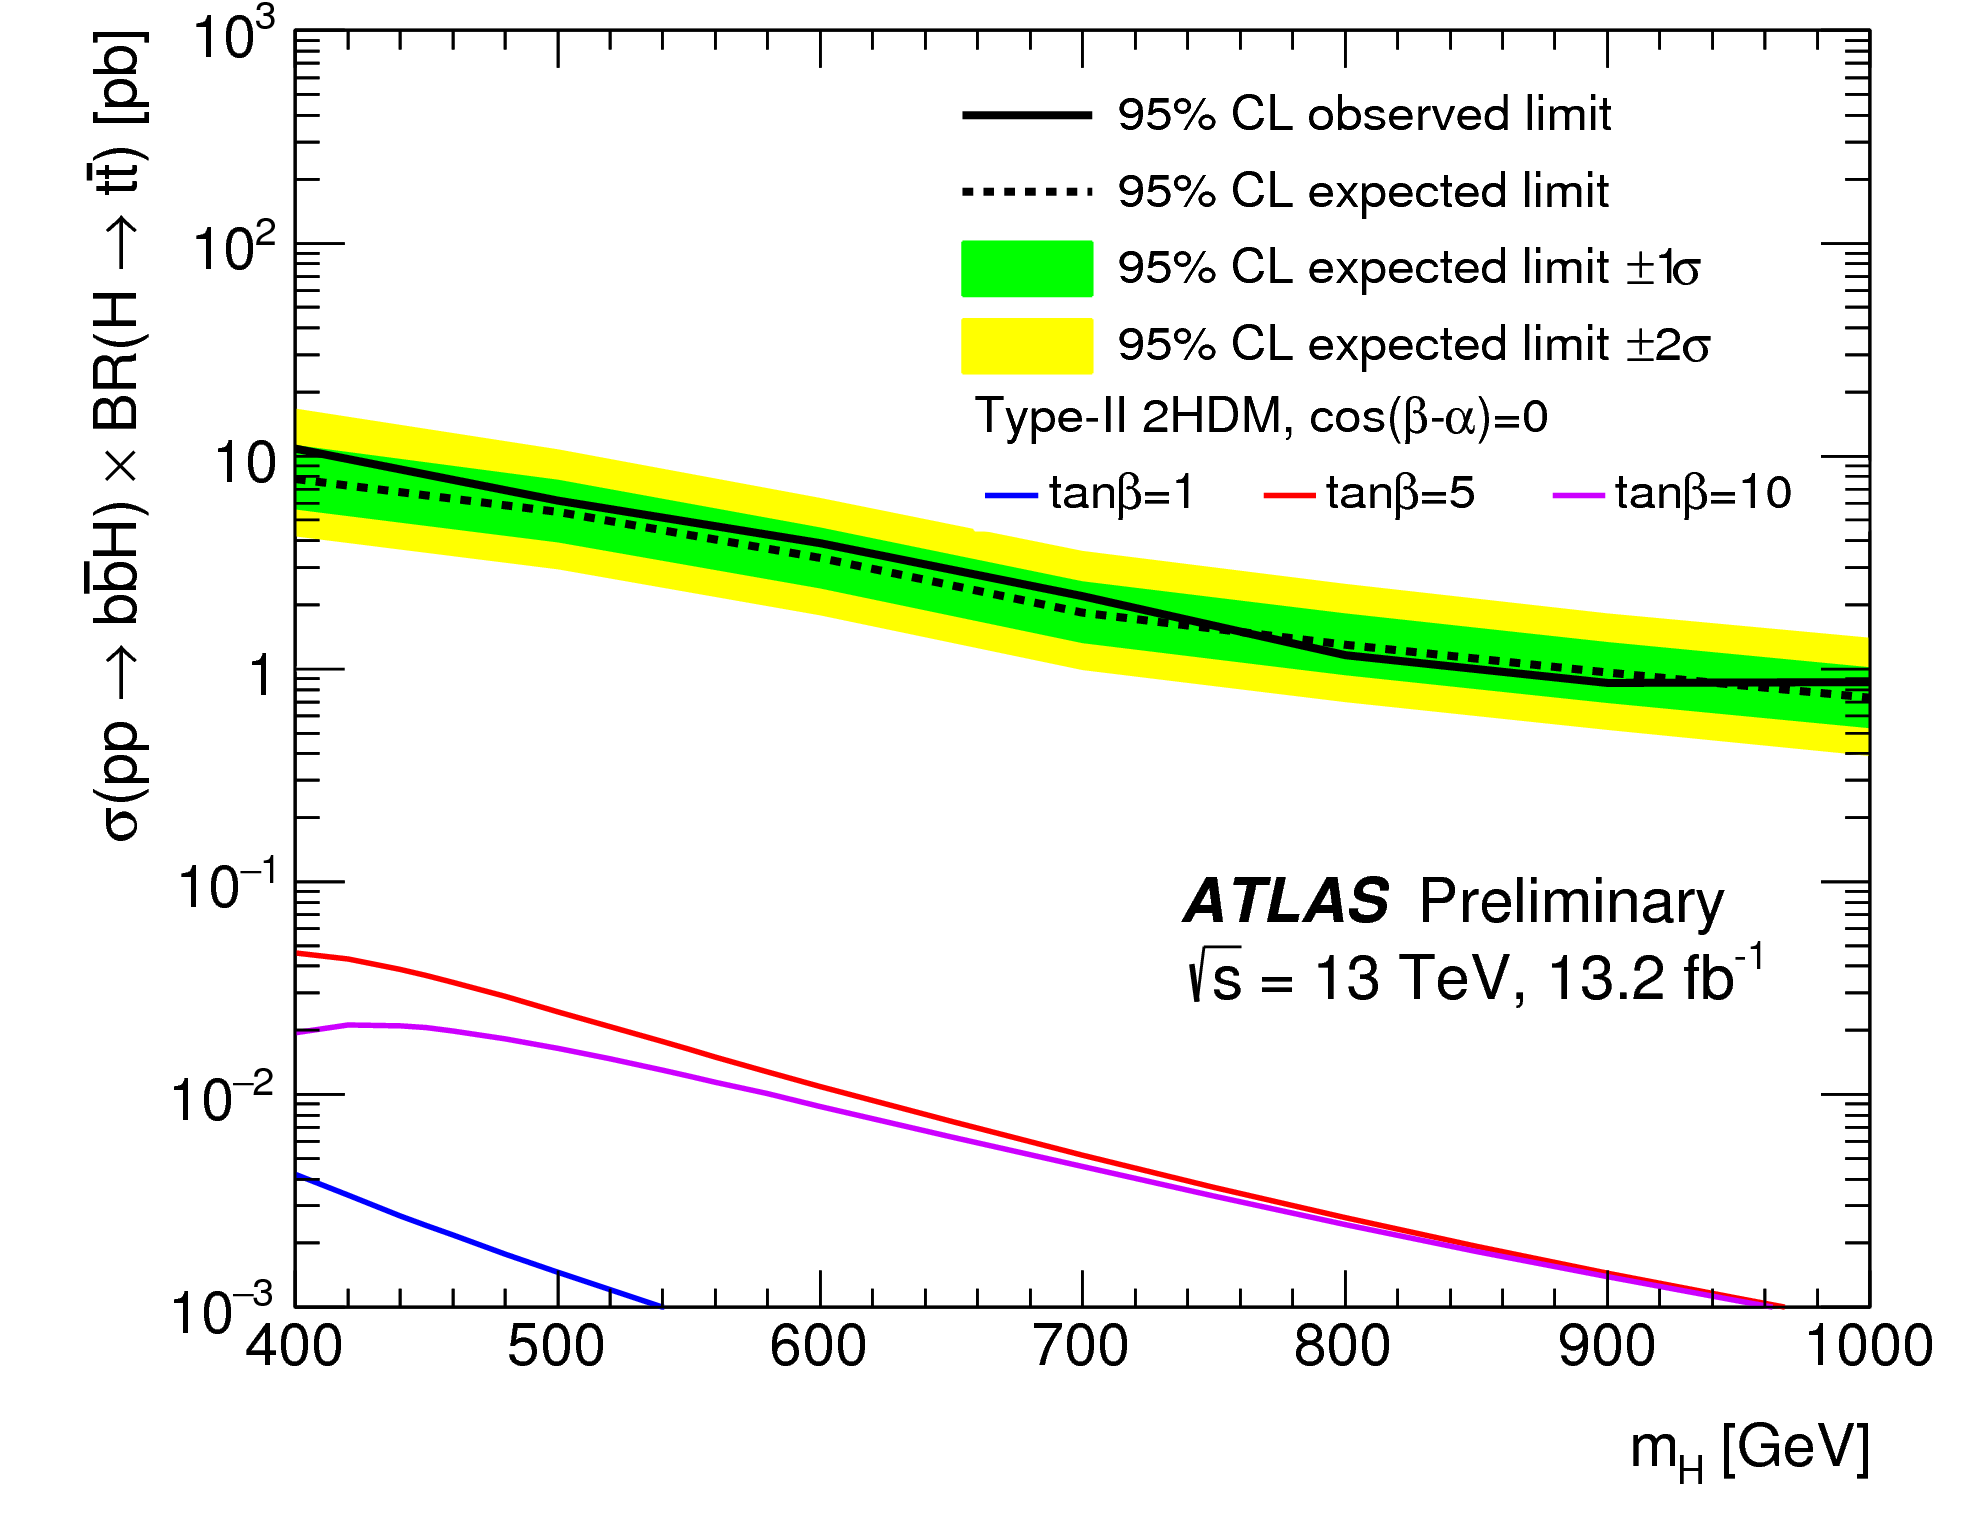 σ(pp → bb̄H) × BR(H → tt̄) [pb]
10³
10²
10
1
10⁻¹
10⁻²
10⁻³
95% CL observed limit
95% CL expected limit
95% CL expected limit ±1σ
95% CL expected limit ±2σ
Type-II 2HDM, cos(β-α)=0
tanβ=1 tanβ=5 tanβ=10
ATLAS Preliminary
√s = 13 TeV, 13.2 fb⁻¹
400 500 600 700 800 900 1000
m_H [GeV]